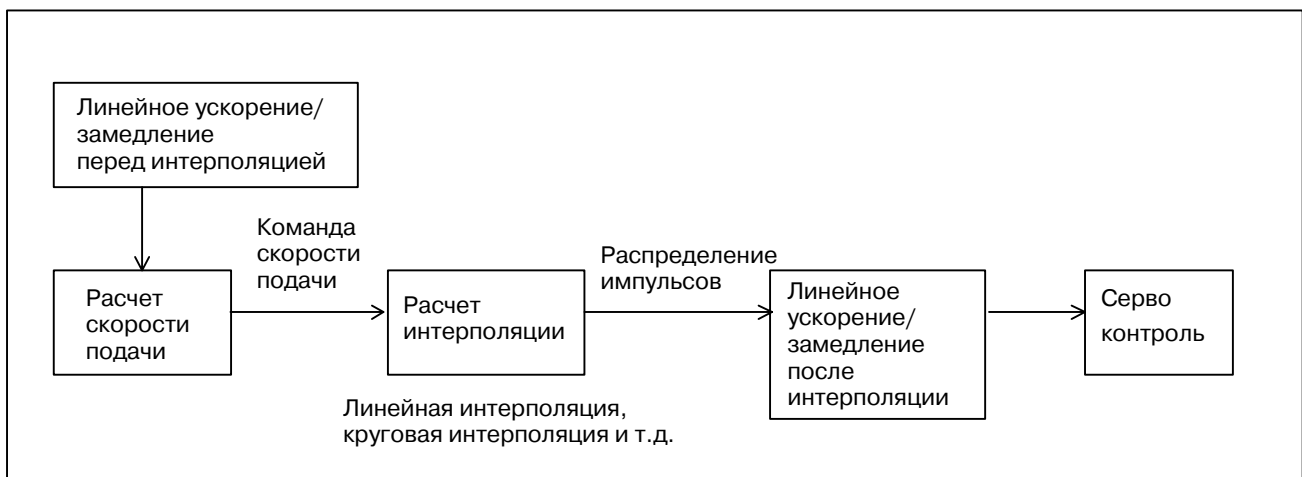 Линейное ускорение/
замедление
перед интерполяцией
Команда
скорости
подачи
Распределение
импульсов
Расчет
скорости
подачи
Расчет
интерполяции
Линейное
ускорение/
замедление
после
интерполяции
Серво
контроль
Линейная интерполяция,
круговая интерполяция и т.д.